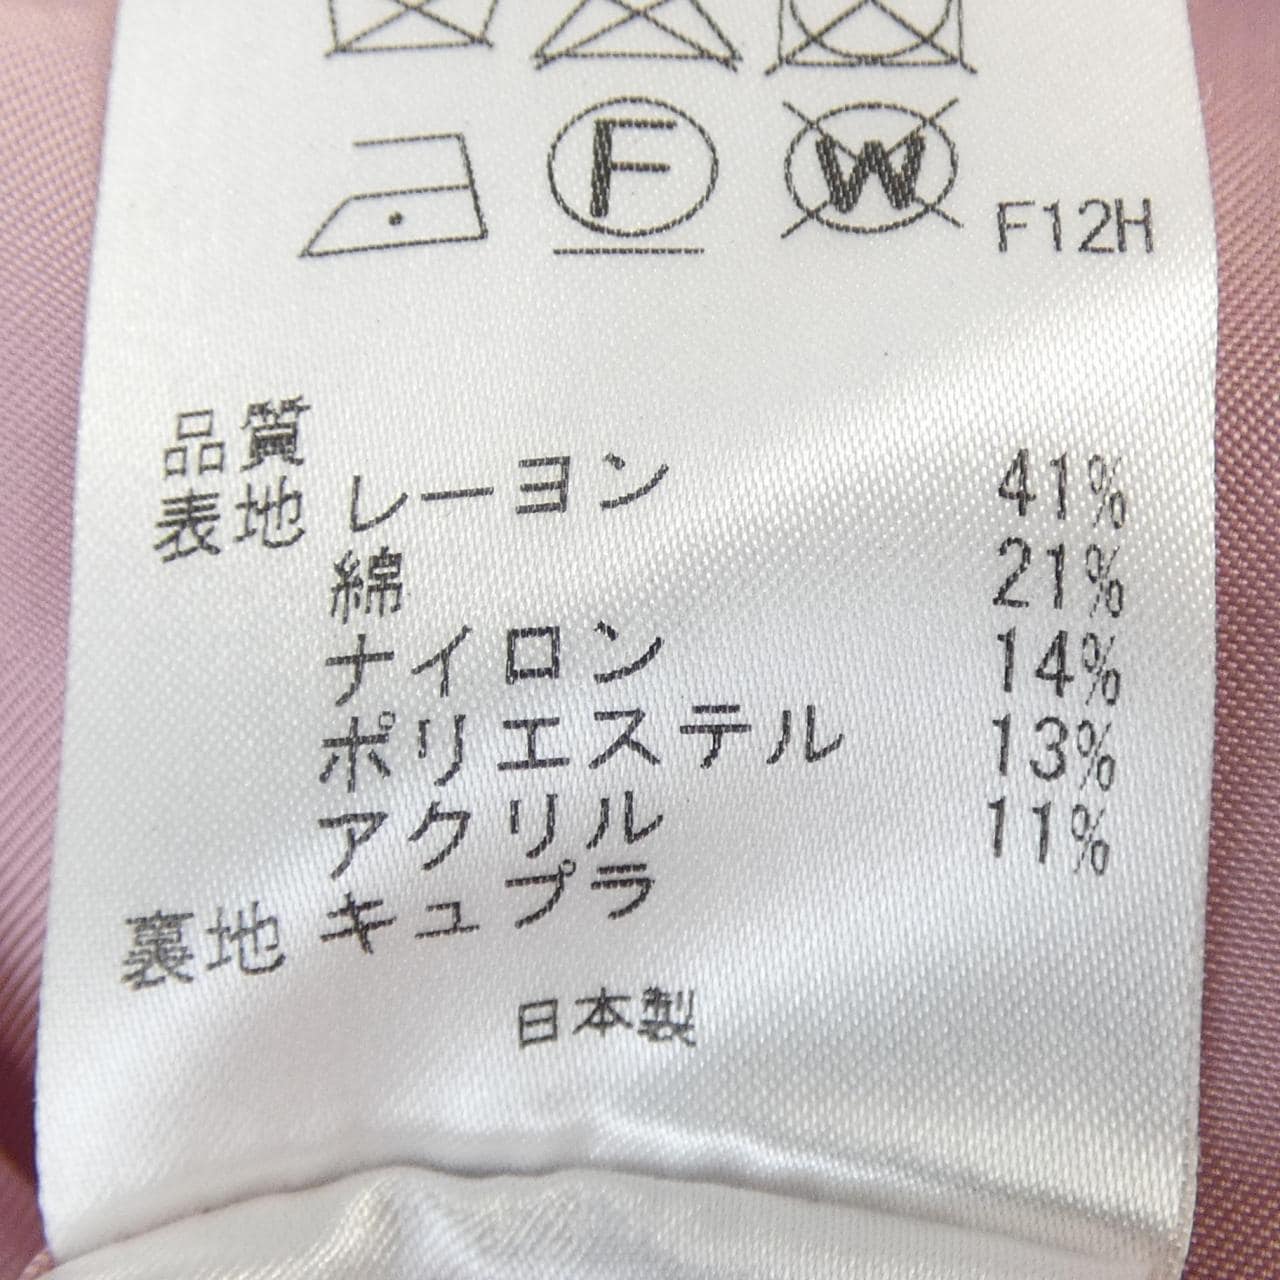 F
W
F12H
品質
表地 レーヨン 41%
綿 21%
ナイロン 14%
ポリエステル 13%
アクリル 11%
裏地 キュプラ
日本製